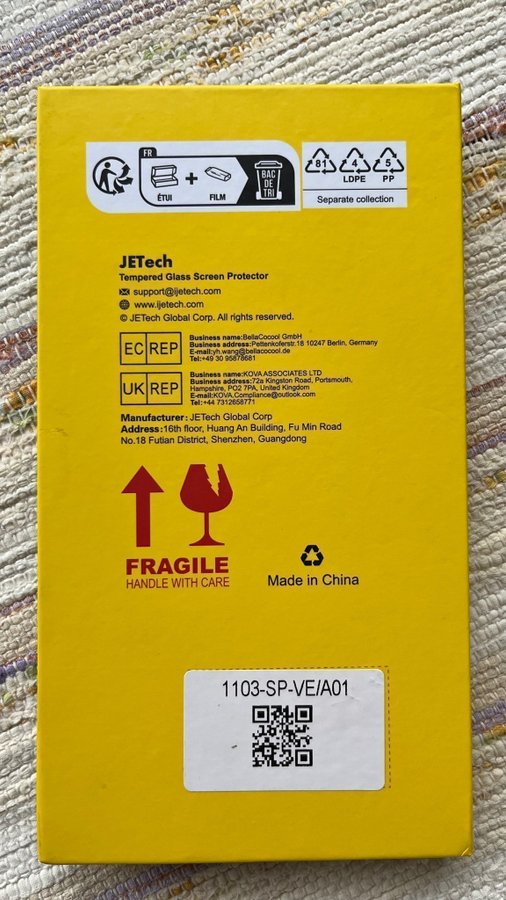 FR
ÉTUI
+
FILM
BAC
DE
TRI
81
4
LDPE
5
PP
Separate collection
JETech
Tempered Glass Screen Protector
support@ijetech.com
www.ijetech.com
© JETech Global Corp. All rights reserved.
EC REP
Business name:BellaCocool GmbH
Business address:Pettenkoferstr.18 10247 Berlin, Germany
E-mail:yh.wang@bellacocool.de
Tel:+49 30 95878681
UK REP
Business name:KOVA ASSOCIATES LTD
Business address:72a Kingston Road, Portsmouth,
Hampshire, PO2 7PA, United Kingdom
E-mail:KOVA.Compliance@outlook.com
Tel:+44 7312658771
Manufacturer: JETech Global Corp
Address:16th floor, Huang An Building, Fu Min Road
No.18 Futian District, Shenzhen, Guangdong
FRAGILE
HANDLE WITH CARE
Made in China
1103-SP-VE/A01